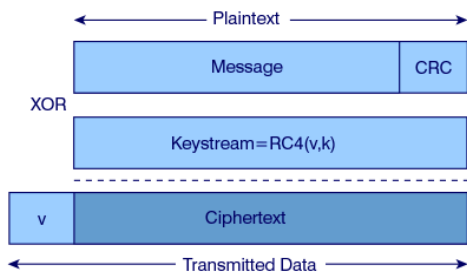 Plaintext
Message CRC
XOR
Keystream=RC4(v,k)
v Ciphertext
Transmitted Data